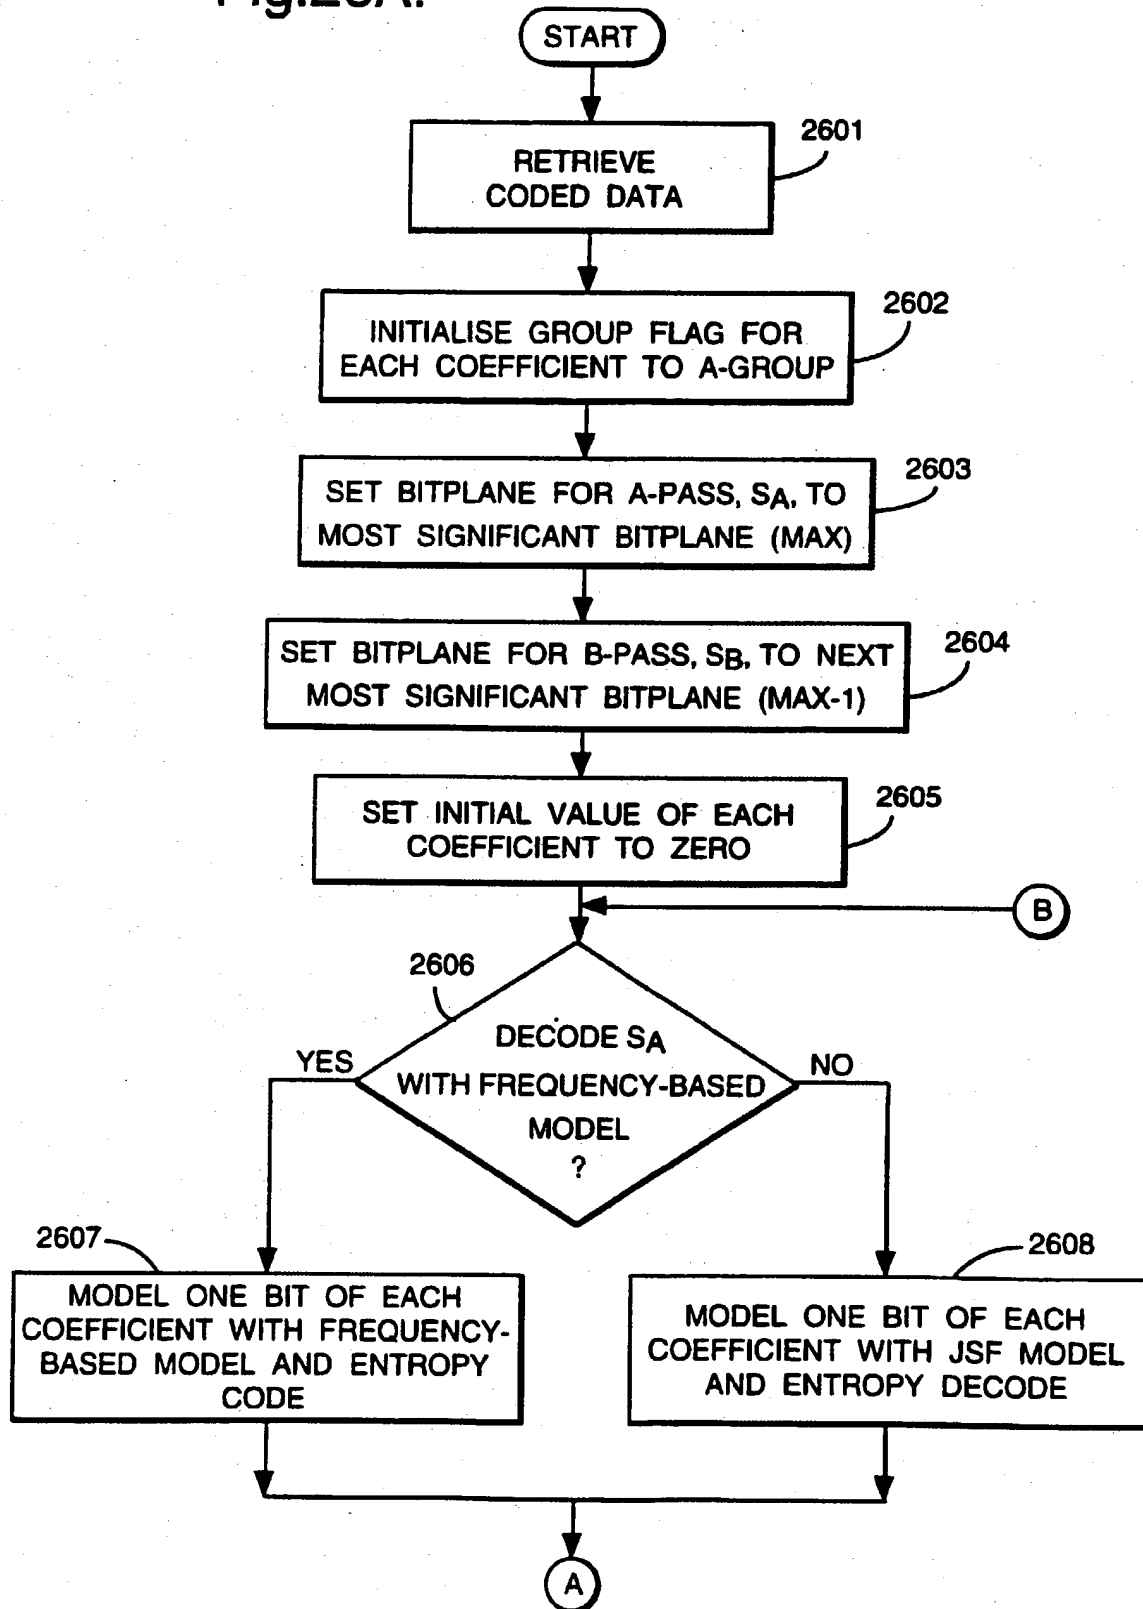 Fig.26A.
START
2601
RETRIEVE
CODED DATA
2602
INITIALISE GROUP FLAG FOR
EACH COEFFICIENT TO A-GROUP
2603
SET BITPLANE FOR A-PASS, SA, TO
MOST SIGNIFICANT BITPLANE (MAX)
2604
SET BITPLANE FOR B-PASS, SB, TO NEXT
MOST SIGNIFICANT BITPLANE (MAX-1)
2605
SET INITIAL VALUE OF EACH
COEFFICIENT TO ZERO
B
2606
DECODE SA
WITH FREQUENCY-BASED
MODEL
?
YES
NO
2607
MODEL ONE BIT OF EACH
COEFFICIENT WITH FREQUENCY-
BASED MODEL AND ENTROPY
CODE
2608
MODEL ONE BIT OF EACH
COEFFICIENT WITH JSF MODEL
AND ENTROPY DECODE
A